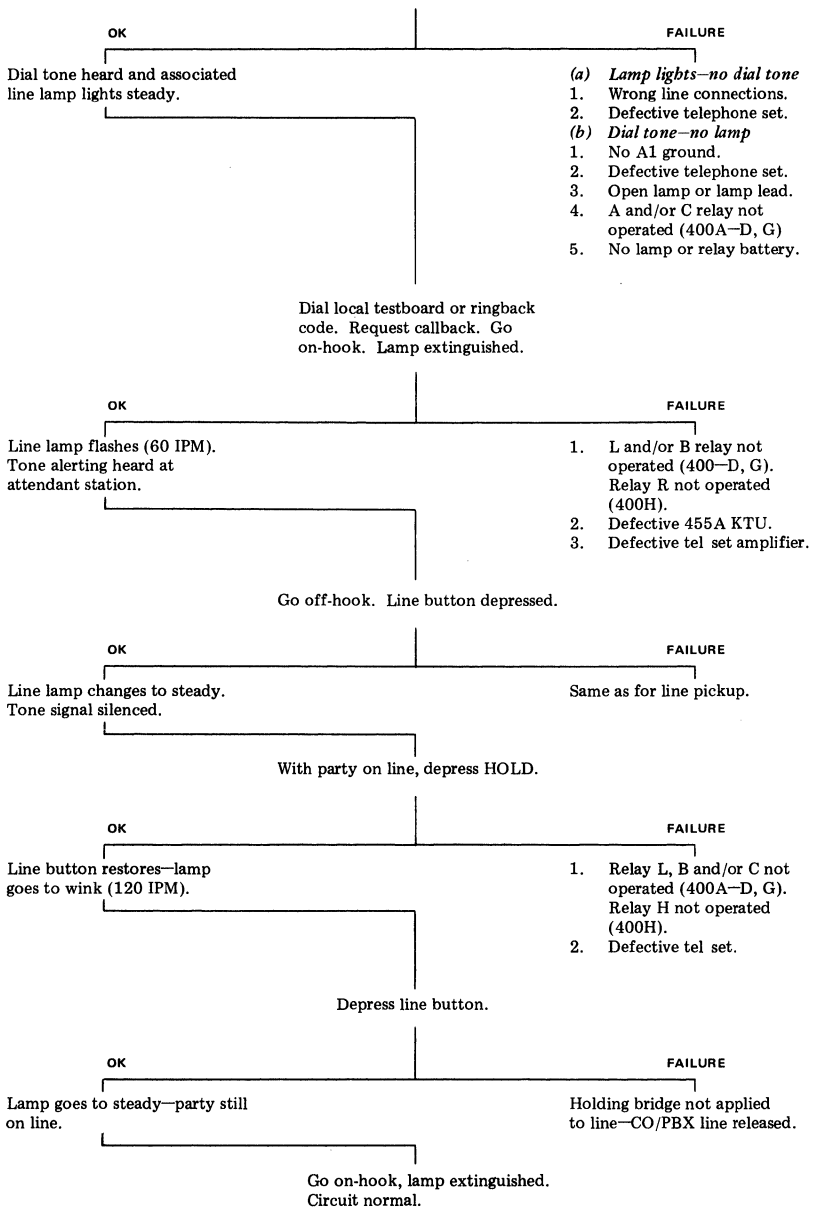 OK
FAILURE
Dial tone heard and associated
line lamp lights steady.
(a) Lamp lights—no dial tone
1. Wrong line connections.
2. Defective telephone set.
(b) Dial tone—no lamp
1. No A1 ground.
2. Defective telephone set.
3. Open lamp or lamp lead.
4. A and/or C relay not
operated (400A—D, G)
5. No lamp or relay battery.
Dial local testboard or ringback
code. Request callback. Go
on-hook. Lamp extinguished.
OK
FAILURE
Line lamp flashes (60 IPM).
Tone alerting heard at
attendant station.
1. L and/or B relay not
operated (400—D, G).
Relay R not operated
(400H).
2. Defective 455A KTU.
3. Defective tel set amplifier.
Go off-hook. Line button depressed.
OK
FAILURE
Line lamp changes to steady.
Tone signal silenced.
Same as for line pickup.
With party on line, depress HOLD.
OK
FAILURE
Line button restores—lamp
goes to wink (120 IPM).
1. Relay L, B and/or C not
operated (400A—D, G).
Relay H not operated
(400H).
2. Defective tel set.
Depress line button.
OK
FAILURE
Lamp goes to steady—party still
on line.
Holding bridge not applied
to line—CO/PBX line released.
Go on-hook, lamp extinguished.
Circuit normal.